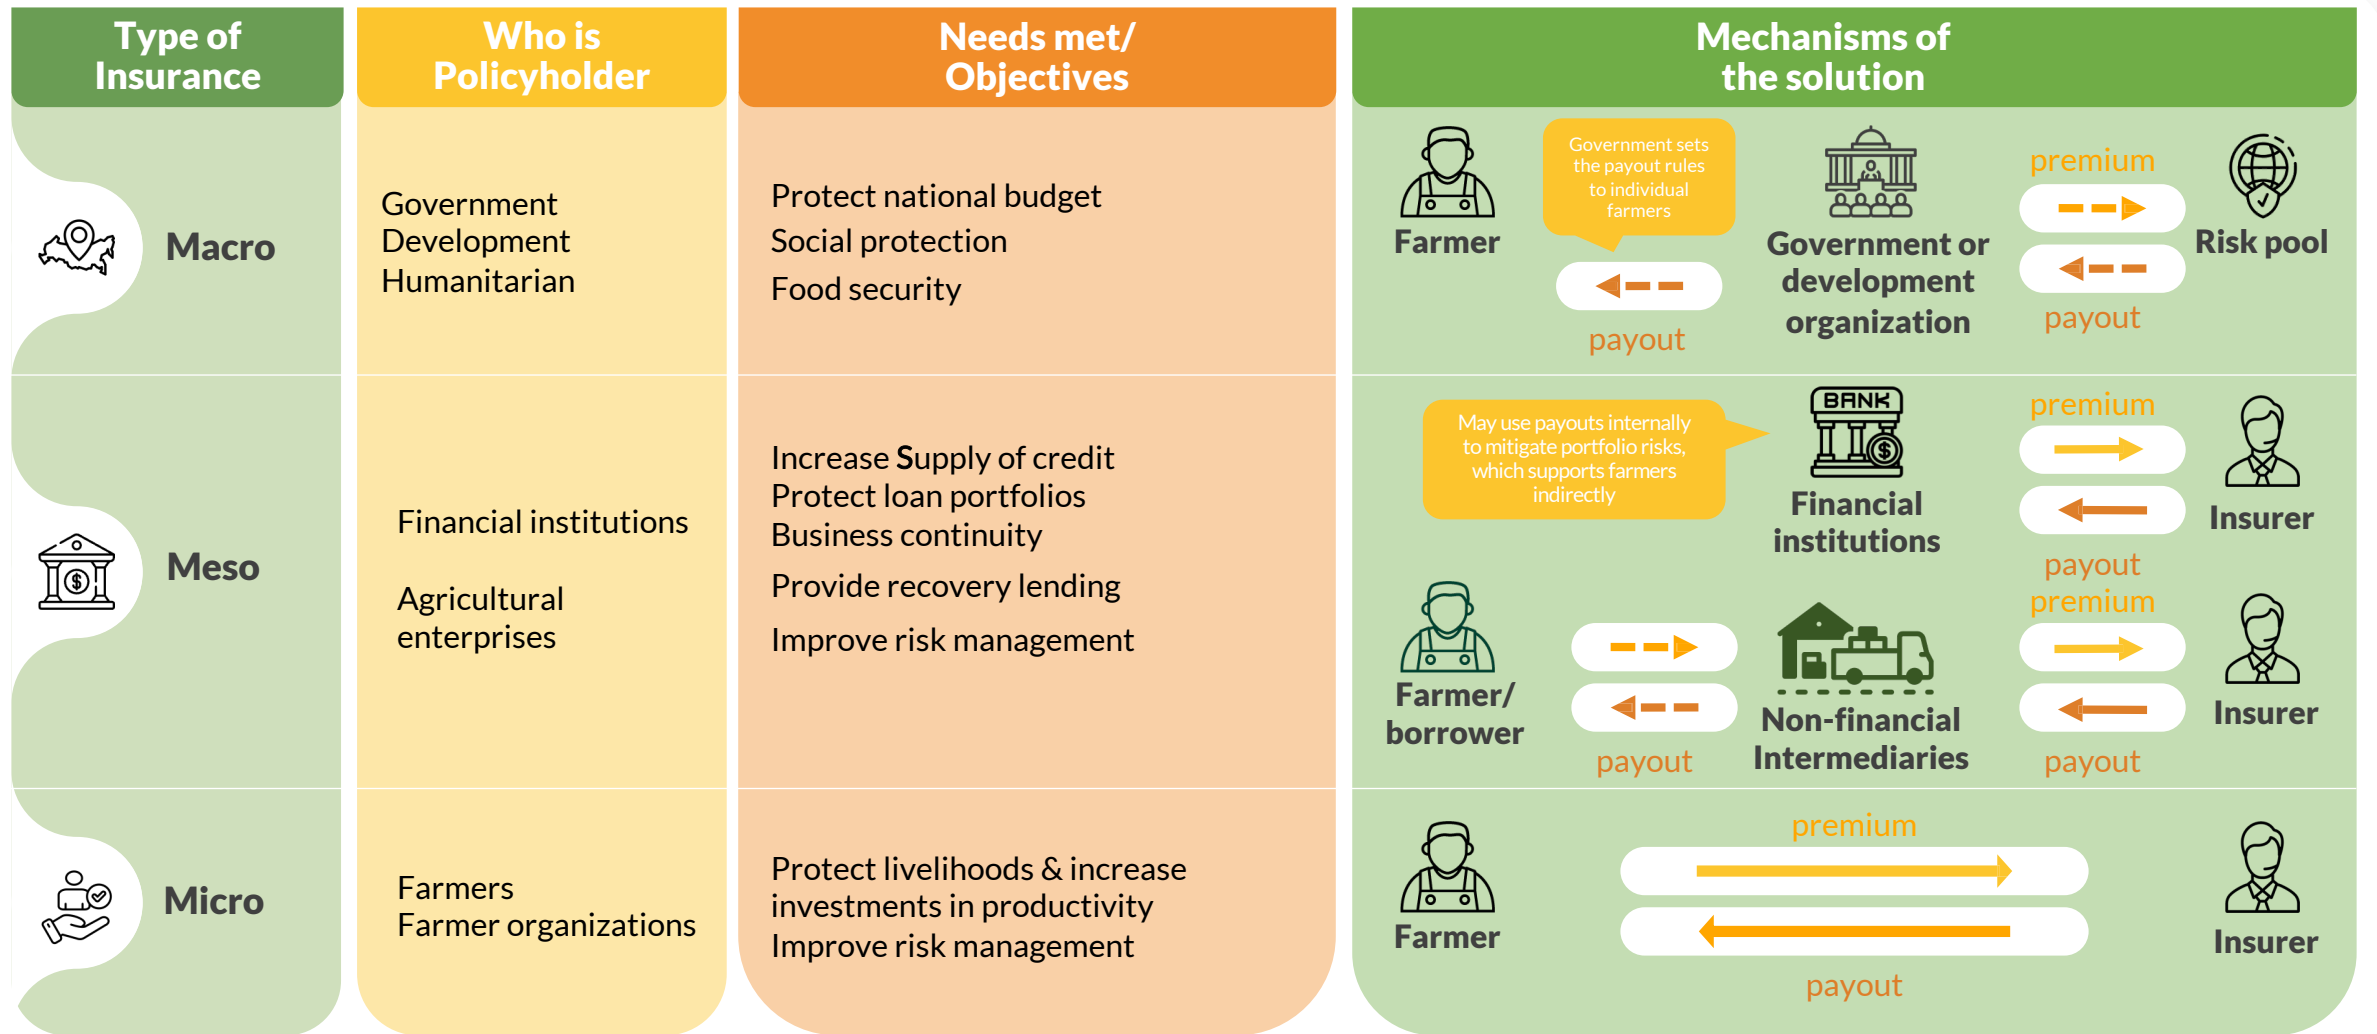 Type of
Insurance
Who is
Policyholder
Needs met/
Objectives
Mechanisms of
the solution
Macro
Government
Development
Humanitarian
Protect national budget
Social protection
Food security
Farmer
Government sets
the payout rules
to individual
farmers
payout
Government or
development
organization
premium
payout
Risk pool
Meso
Financial institutions
Agricultural
enterprises
Increase Supply of credit
Protect loan portfolios
Business continuity
Provide recovery lending
Improve risk management
May use payouts internally
to mitigate portfolio risks,
which supports farmers
indirectly
BANK
Financial
institutions
premium
payout
Insurer
Farmer/
borrower
payout
Non-financial
Intermediaries
premium
payout
Insurer
Micro
Farmers
Farmer organizations
Protect livelihoods & increase
investments in productivity
Improve risk management
Farmer
premium
payout
Insurer